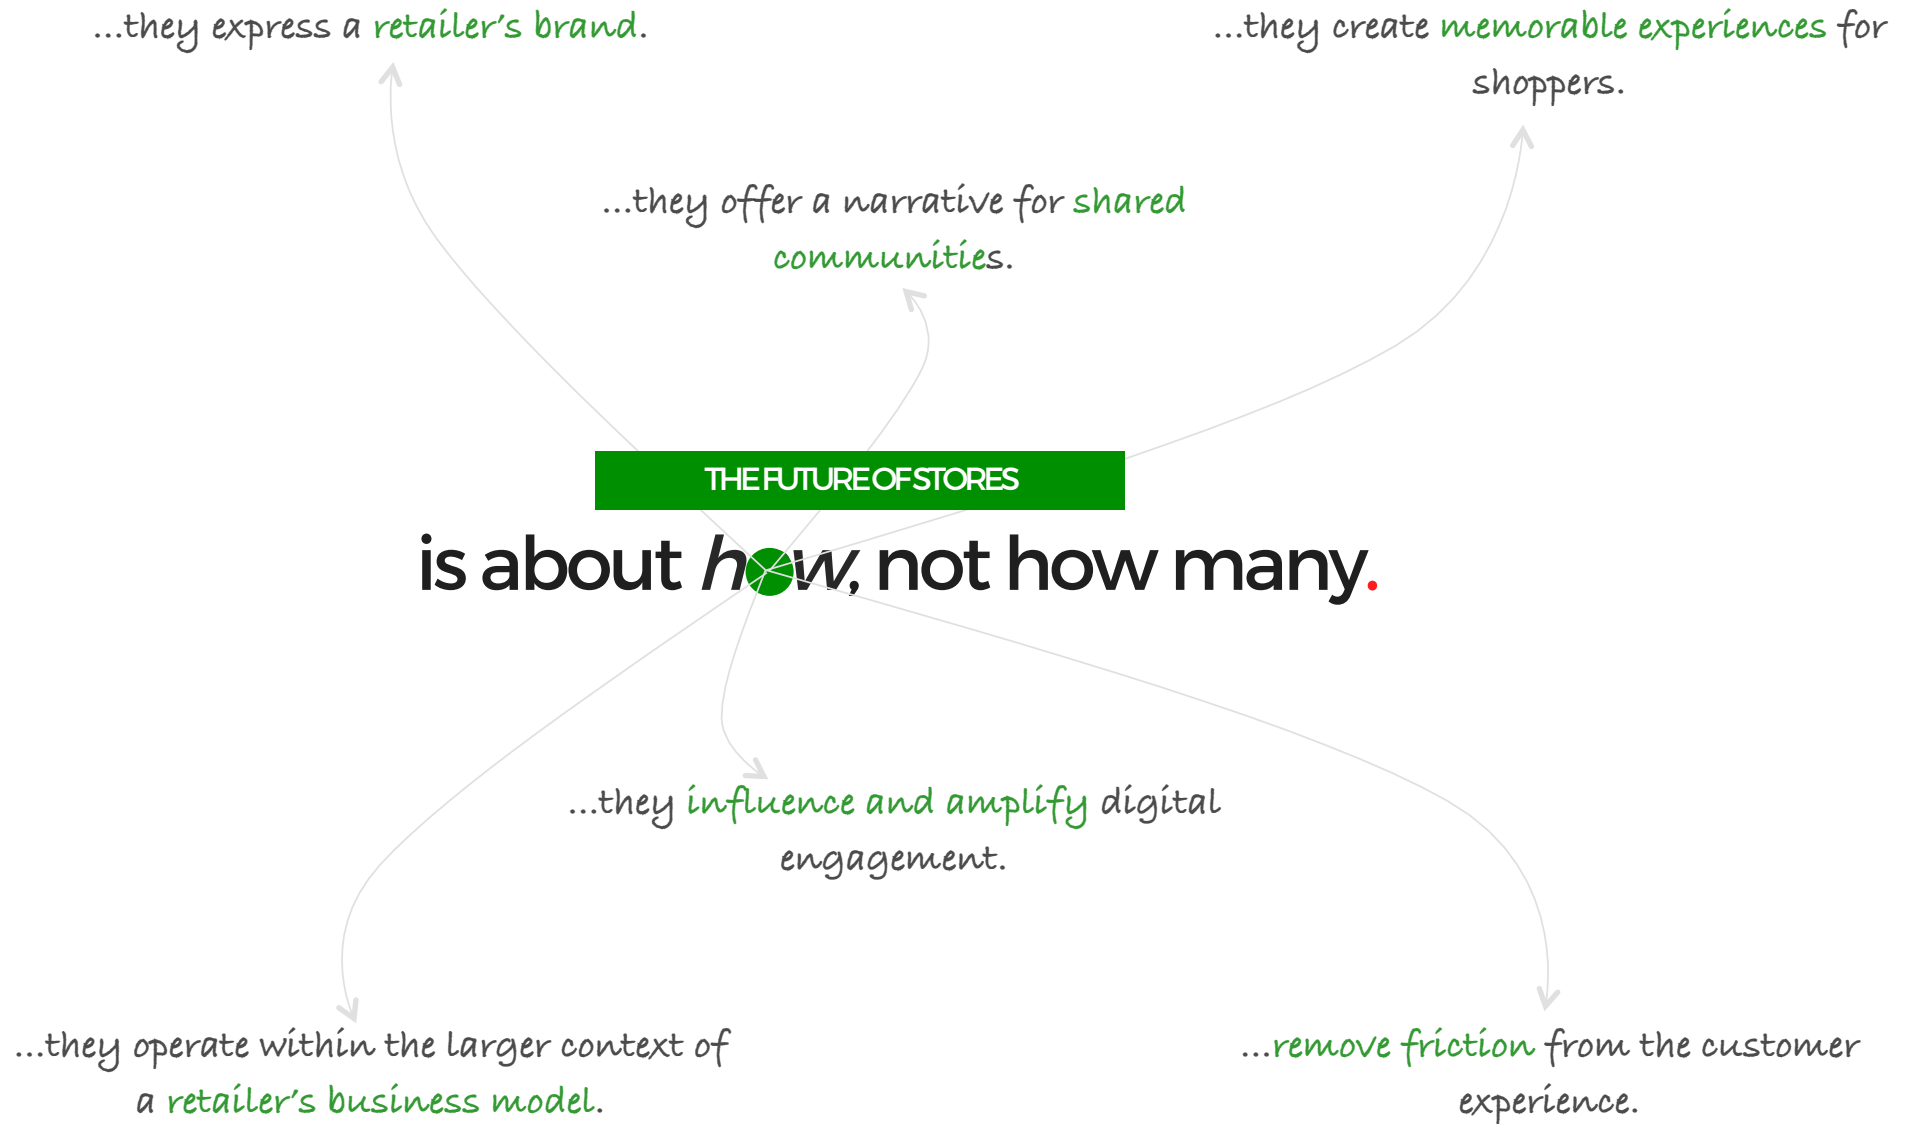 ...they express a retailer's brand.
...they create memorable experiences for
shoppers.
...they offer a narrative for shared
communities.
THE FUTURE OF STORES
is about how, not how many.
...they influence and amplify digital
engagement.
...they operate within the larger context of
a retailer's business model.
...remove friction from the customer
experience.